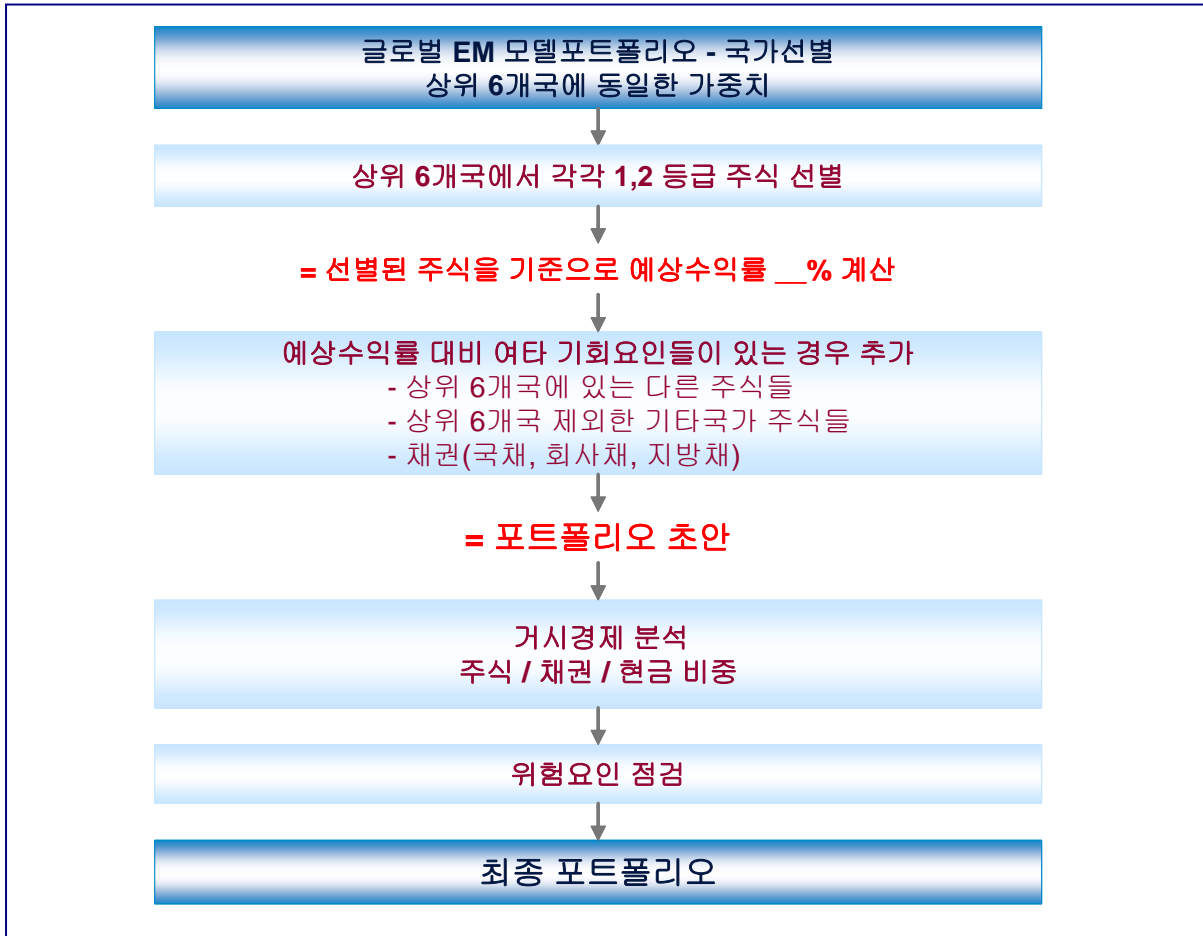 글로벌 EM 모델포트폴리오 - 국가선별
상위 6개국에 동일한 가중치
상위 6개국에서 각각 1,2 등급 주식 선별
= 선별된 주식을 기준으로 예상수익률 __% 계산
예상수익률 대비 여타 기회요인들이 있는 경우 추가
- 상위 6개국에 있는 다른 주식들
- 상위 6개국 제외한 기타국가 주식들
- 채권(국채, 회사채, 지방채)
= 포트폴리오 초안
거시경제 분석
주식 / 채권 / 현금 비중
위험요인 점검
최종 포트폴리오